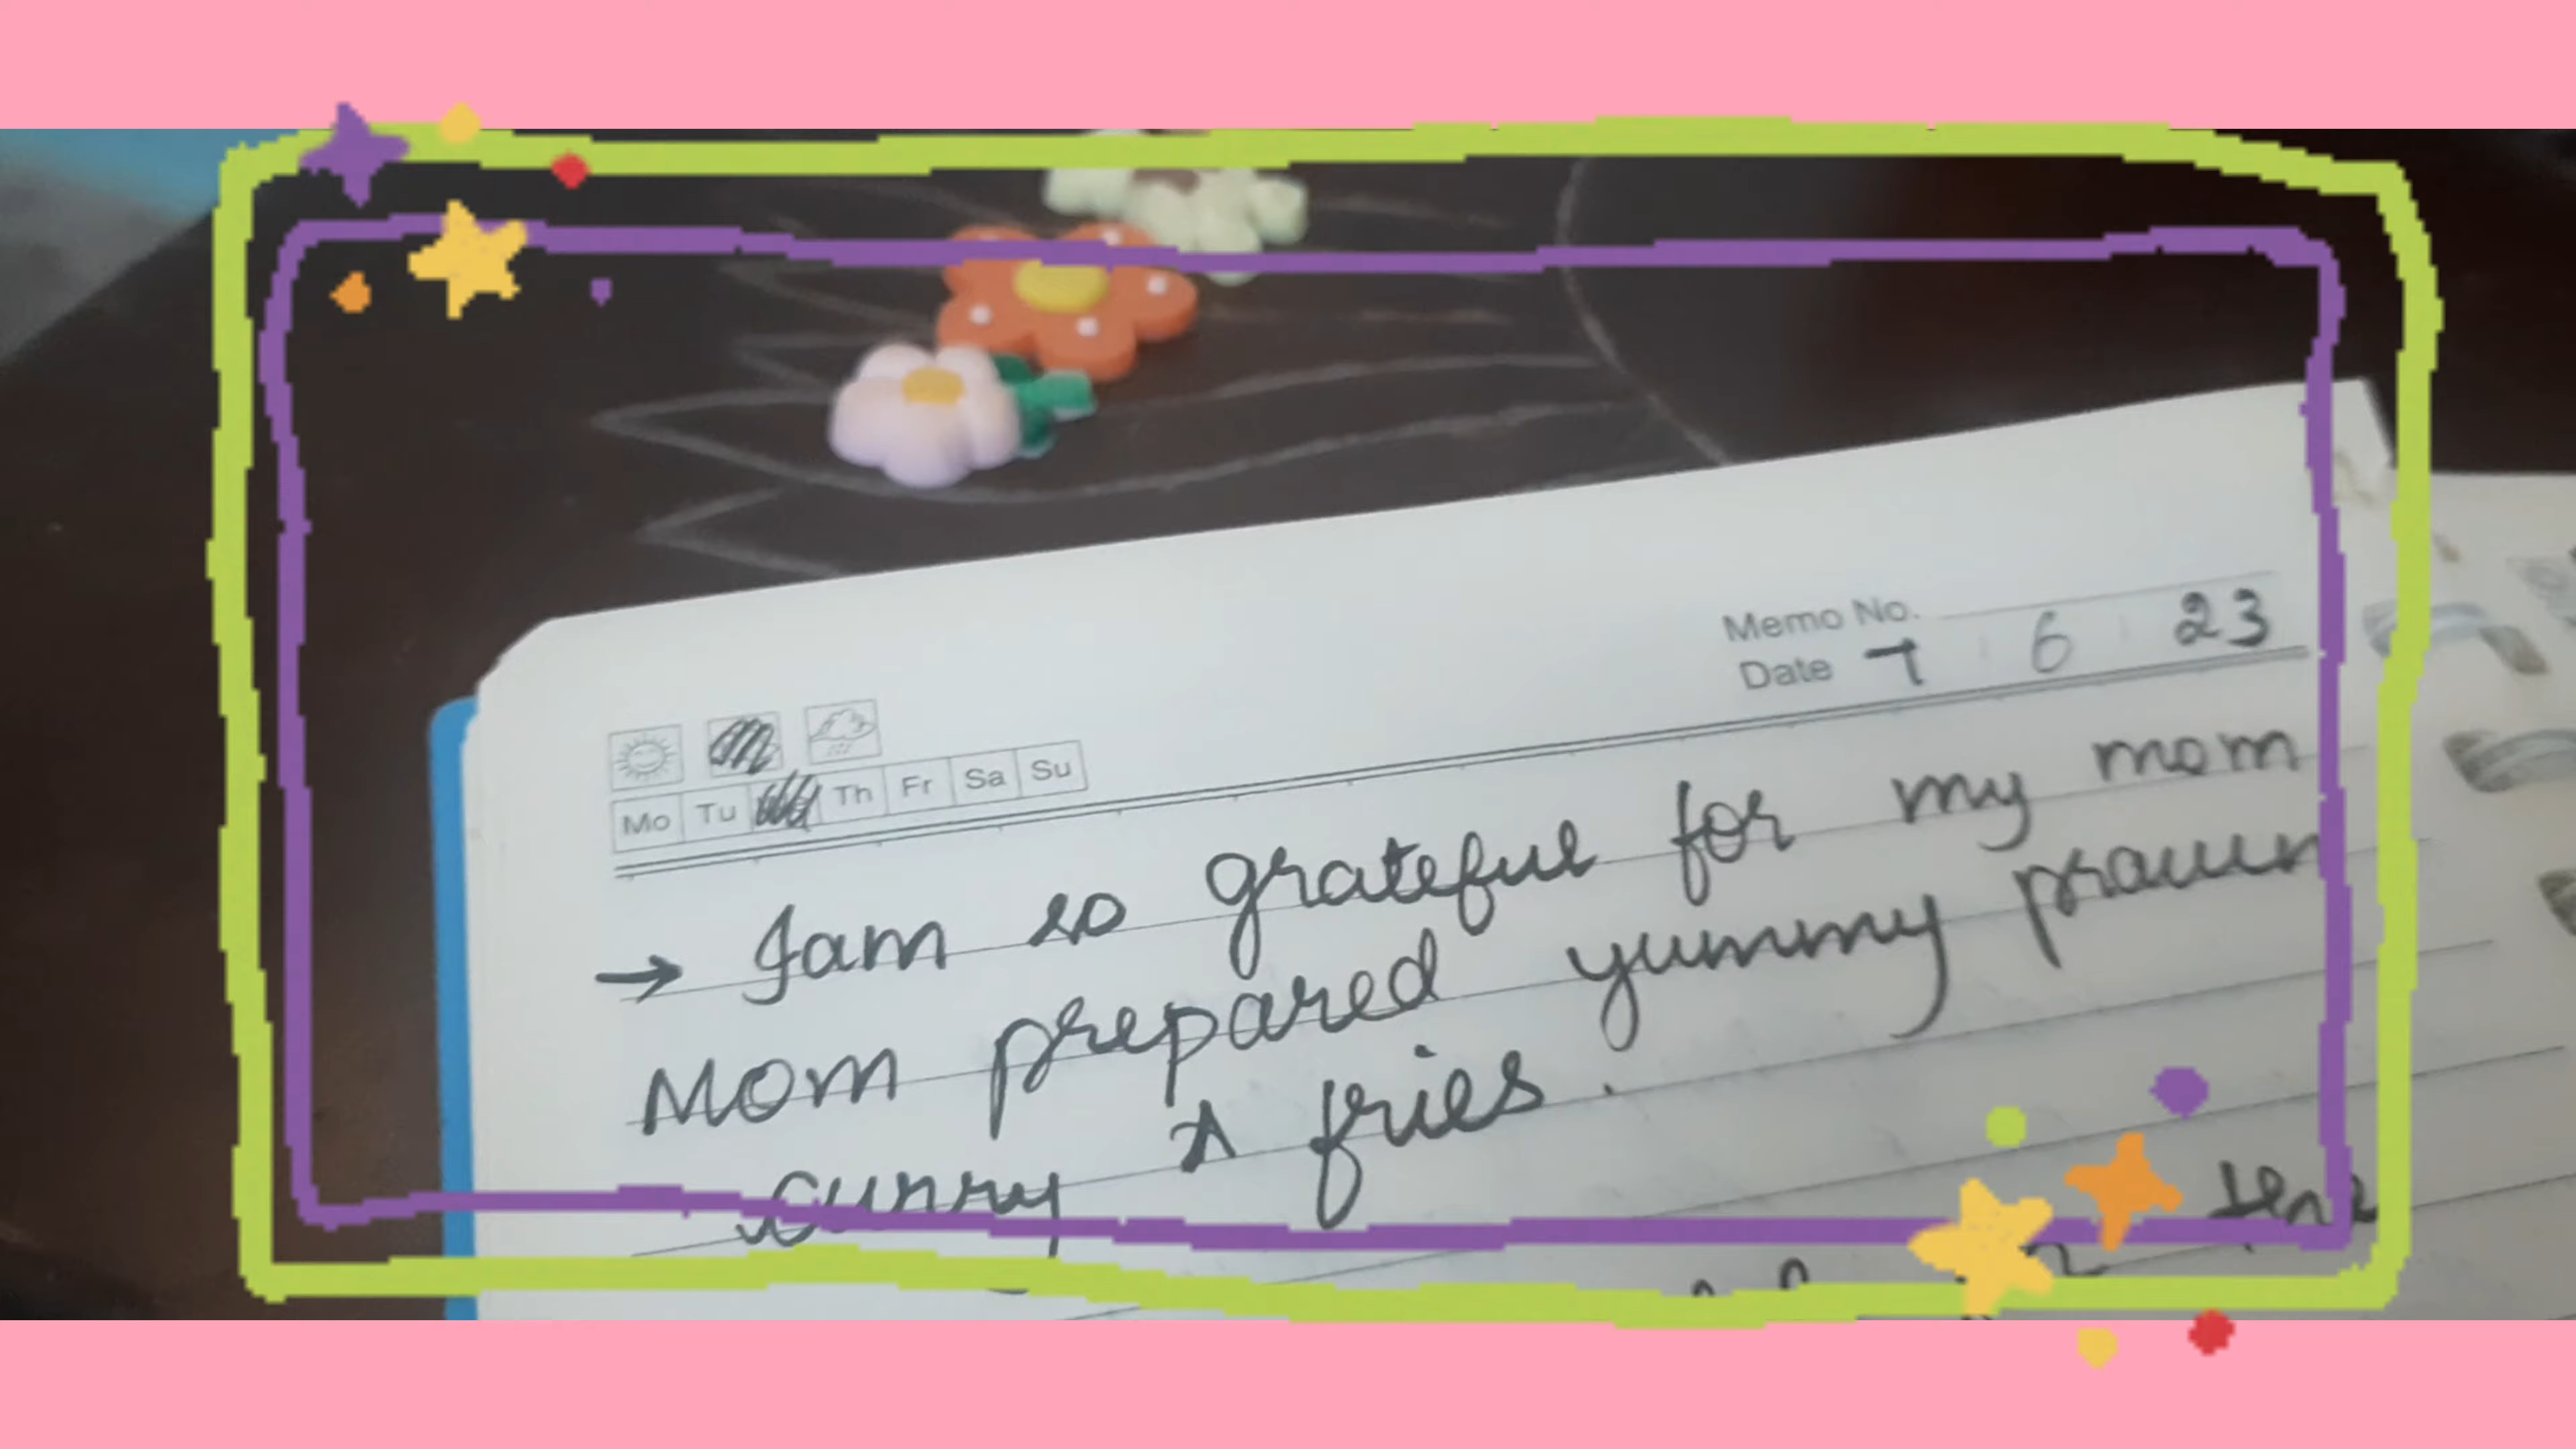 Memo No.
Date 7 6 23
Mo Tu Th Fr Sa Su
→ I am so grateful for my mom
Mom prepared yummy prawn
curry & fries.